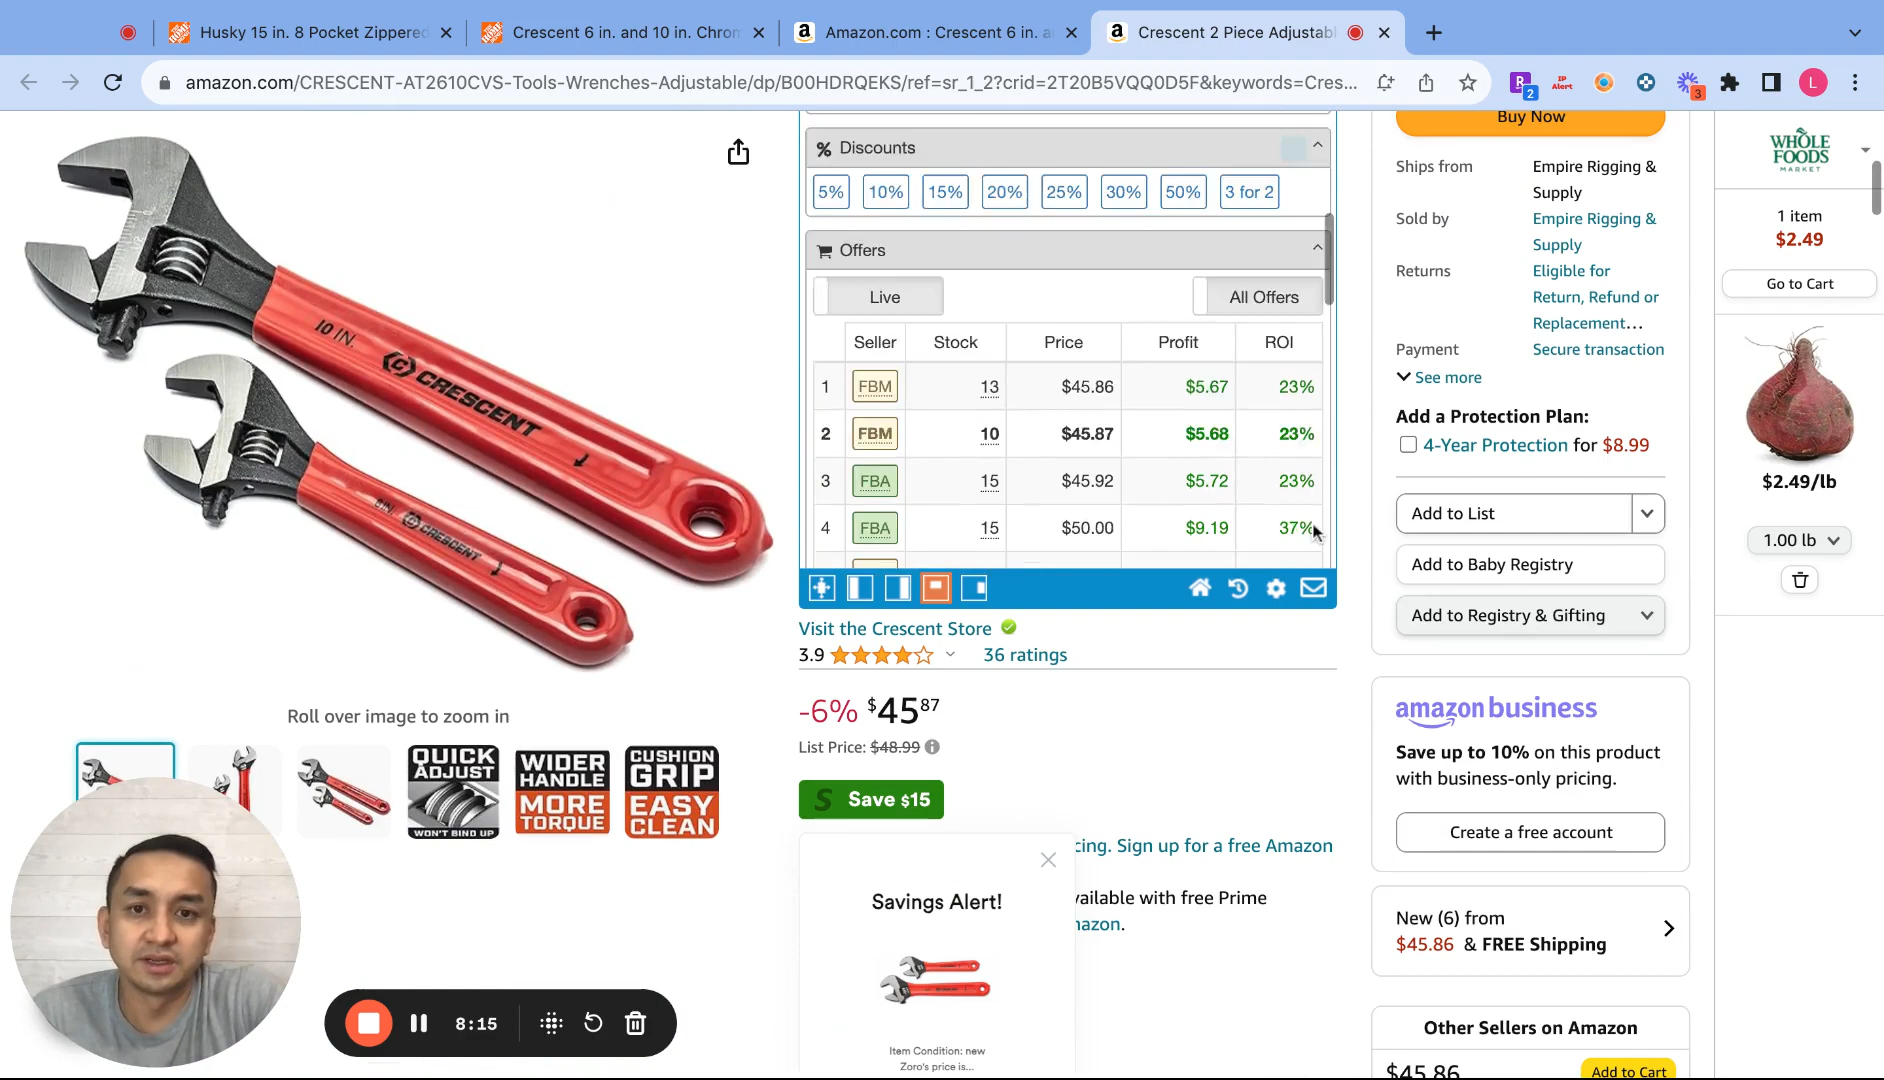 Husky 15 in. 8 Pocket Zippered
Crescent 6 in. and 10 in. Chrom
Amazon.com : Crescent 6 in. a
Crescent 2 Piece Adjustabl
amazon.com/CRESCENT-AT2610CVS-Tools-Wrenches-Adjustable/dp/B00HDRQEKS/ref=sr_1_2?crid=2T20B5VQQ0D5F&keywords=Cres...
R
2
IP
Alert
3
L
10 IN.
CRESCENT
CRESCENT
Roll over image to zoom in
QUICK
ADJUST
WON'T BIND UP
WIDER
HANDLE
MORE
TORQUE
CUSHION
GRIP
EASY
CLEAN
8:15
% Discounts
5% 10% 15% 20% 25% 30% 50% 3 for 2
Offers
Live All Offers
Seller Stock Price Profit ROI
1 FBM 13 $45.86 $5.67 23%
2 FBM 10 $45.87 $5.68 23%
3 FBA 15 $45.92 $5.72 23%
4 FBA 15 $50.00 $9.19 37%
Visit the Crescent Store
3.9 36 ratings
-6% $45 87
List Price: $48.99
S Save $15
cing. Sign up for a free Amazon
vailable with free Prime
nazon.
Savings Alert!
Item Condition: new
Zoro's price is...
Buy Now
Ships from Empire Rigging &
Supply
Sold by Empire Rigging &
Supply
Returns Eligible for
Return, Refund or
Replacement...
Payment Secure transaction
See more
Add a Protection Plan:
4-Year Protection for $8.99
Add to List
Add to Baby Registry
Add to Registry & Gifting
amazon business
Save up to 10% on this product
with business-only pricing.
Create a free account
New (6) from
$45.86 & FREE Shipping
Other Sellers on Amazon
$45.86 Add to Cart
WHOLE
FOODS
MARKET
1 item
$2.49
Go to Cart
$2.49/lb
1.00 lb